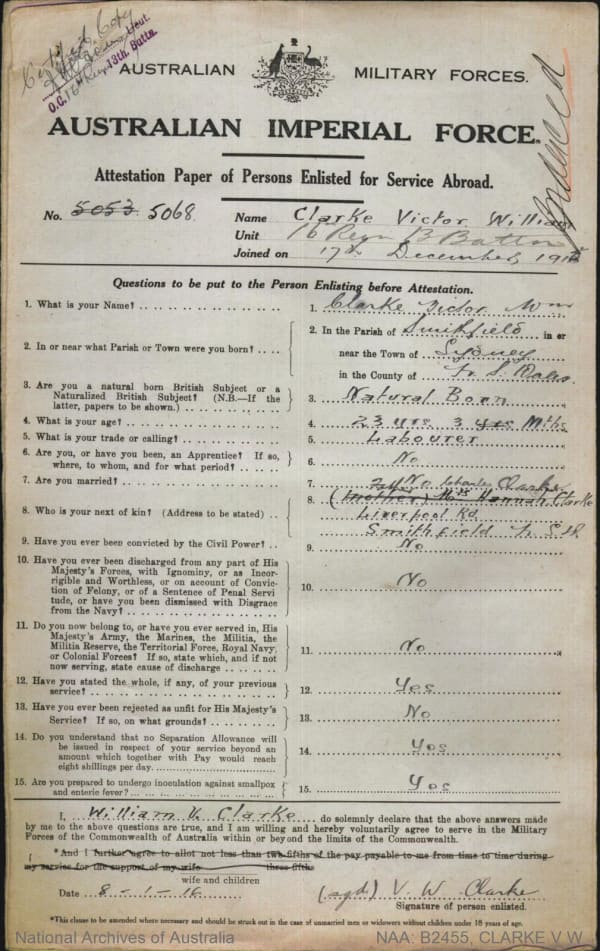 Certified Copy
Lieut.
O.C. 16th Rein. 13th Battn.
AUSTRALIAN MILITARY FORCES.
AUSTRALIAN IMPERIAL FORCE.
Attestation Paper of Persons Enlisted for Service Abroad.
No. 5053 5068 Name Clarke Victor William
Unit 16 Rein 13 Battn
Joined on 17th December, 191
Questions to be put to the Person Enlisting before Attestation.
1. What is your Name? 1. Clarke Victor Wm
2. In or near what Parish or Town were you born? 2. In the Parish of Smithfield in or
near the Town of Sydney
in the County of N. S. Wales.
3. Are you a natural born British Subject or a
Naturalized British Subject? (N.B.—If the
latter, papers to be shown.) 3. Natural Born
4. What is your age? 4. 23 yrs 3 yrs Mths
5. What is your trade or calling? 5. Labourer
6. Are you, or have you been, an Apprentice? If so,
where, to whom, and for what period? 6. No
7. Are you married? 7. No Charles Clarke
8. Who is your next of kin? (Address to be stated) 8. (Mother) Mrs Hannah Clarke
Liverpool Rd
Smithfield N. S. W.
9. Have you ever been convicted by the Civil Power? 9. No
10. Have you ever been discharged from any part of His
Majesty's Forces, with Ignominy, or as Incor-
rigible and Worthless, or on account of Convic-
tion of Felony, or of a Sentence of Penal Servi
tude, or have you been dismissed with Disgrace
from the Navy? 10. No
11. Do you now belong to, or have you ever served in, His
Majesty's Army, the Marines, the Militia, the
Militia Reserve, the Territorial Force, Royal Navy,
or Colonial Forces? If so, state which, and if not
now serving, state cause of discharge 11. No
12. Have you stated the whole, if any, of your previous
service? 12. Yes
13. Have you ever been rejected as unfit for His Majesty's
Service? If so, on what grounds? 13. No
14. Do you understand that no Separation Allowance will
be issued in respect of your service beyond an
amount which together with Pay would reach
eight shillings per day. 14. Yes
15. Are you prepared to undergo inoculation against smallpox
and enteric fever? 15. Yes
I, William V. Clarke do solemnly declare that the above answers made
by me to the above questions are true, and I am willing and hereby voluntarily agree to serve in the Military
Forces of the Commonwealth of Australia within or beyond the limits of the Commonwealth.
*And I further agree to allot not less than two-fifths of the pay payable to me from time to time during
my service for the support of my wife three-fifths
wife and children
Date 8-1-16 (sgd) V. W. Clarke
Signature of person enlisted.
*This clause to be amended where necessary and should be struck out in the case of unmarried men or widowers without children under 18 years of age.
National Archives of Australia NAA: B2455, CLARKE V W